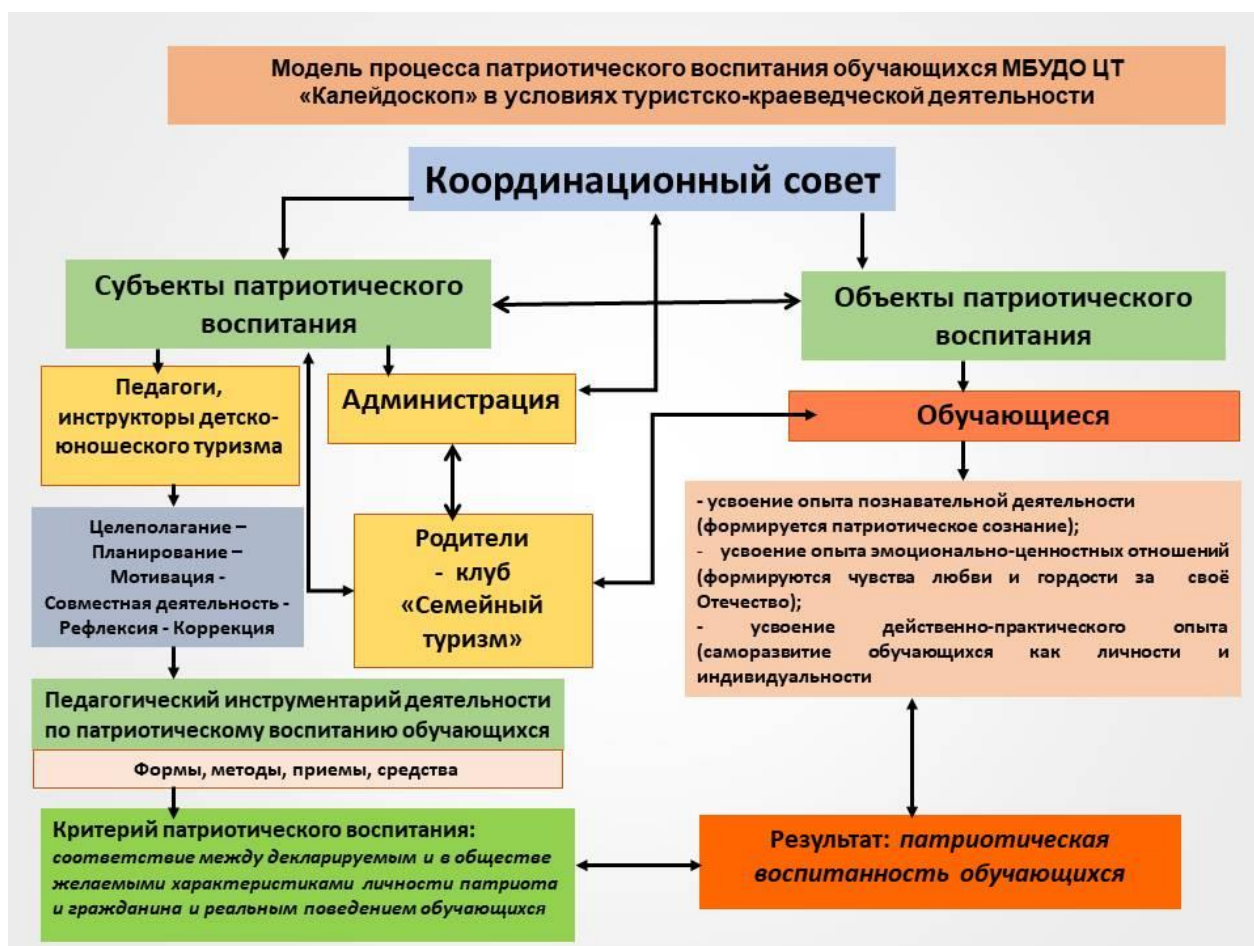 Модель процесса патриотического воспитания обучающихся МБУДО ЦТ
«Калейдоскоп» в условиях туристско-краеведческой деятельности
Координационный совет
Субъекты патриотического
воспитания
Объекты патриотического
воспитания
Педагоги,
инструкторы детско-
юношеского туризма
Администрация
Обучающиеся
Целеполагание –
Планирование –
Мотивация -
Совместная деятельность -
Рефлексия - Коррекция
Родители
- клуб
«Семейный
туризм»
- усвоение опыта познавательной деятельности
(формируется патриотическое сознание);
- усвоение опыта эмоционально-ценностных отношений
(формируются чувства любви и гордости за своё
Отечество);
- усвоение действенно-практического опыта
(саморазвитие обучающихся как личности и
индивидуальности
Педагогический инструментарий деятельности
по патриотическому воспитанию обучающихся
Формы, методы, приемы, средства
Критерий патриотического воспитания:
соответствие между декларируемым и в обществе
желаемыми характеристиками личности патриота
и гражданина и реальным поведением обучающихся
Результат: патриотическая
воспитанность обучающихся